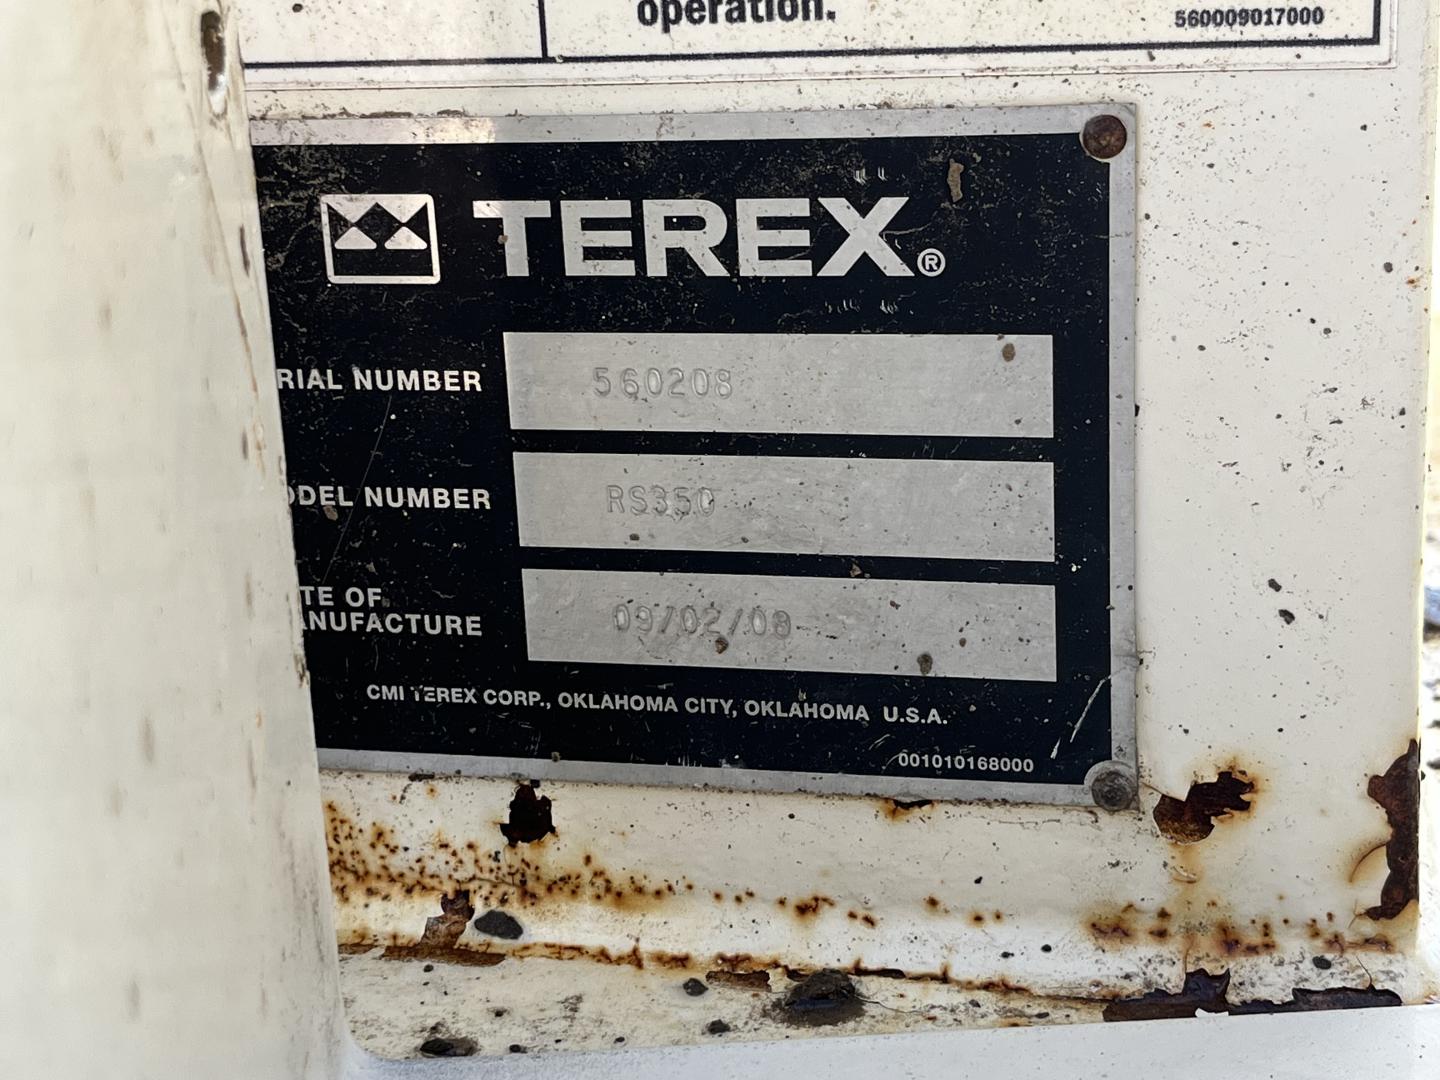 operation.
560009017000
TEREX®
RIAL NUMBER 560208
ODEL NUMBER RS350
TE OF
ANUFACTURE 09/02/08
CMI TEREX CORP., OKLAHOMA CITY, OKLAHOMA U.S.A.
001010168000